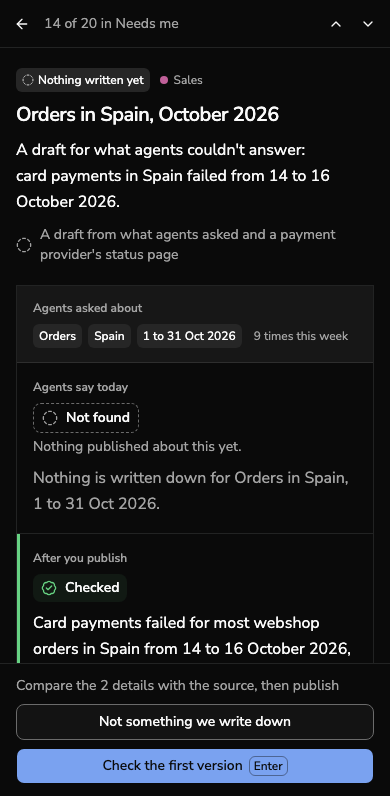 14 of 20 in Needs me
Nothing written yet
Sales
Orders in Spain, October 2026
A draft for what agents couldn't answer:
card payments in Spain failed from 14 to 16
October 2026.
A draft from what agents asked and a payment
provider's status page
Agents asked about
Orders Spain 1 to 31 Oct 2026 9 times this week
Agents say today
Not found
Nothing published about this yet.
Nothing is written down for Orders in Spain,
1 to 31 Oct 2026.
After you publish
Checked
Card payments failed for most webshop
orders in Spain from 14 to 16 October 2026,
Compare the 2 details with the source, then publish
Not something we write down
Check the first version Enter